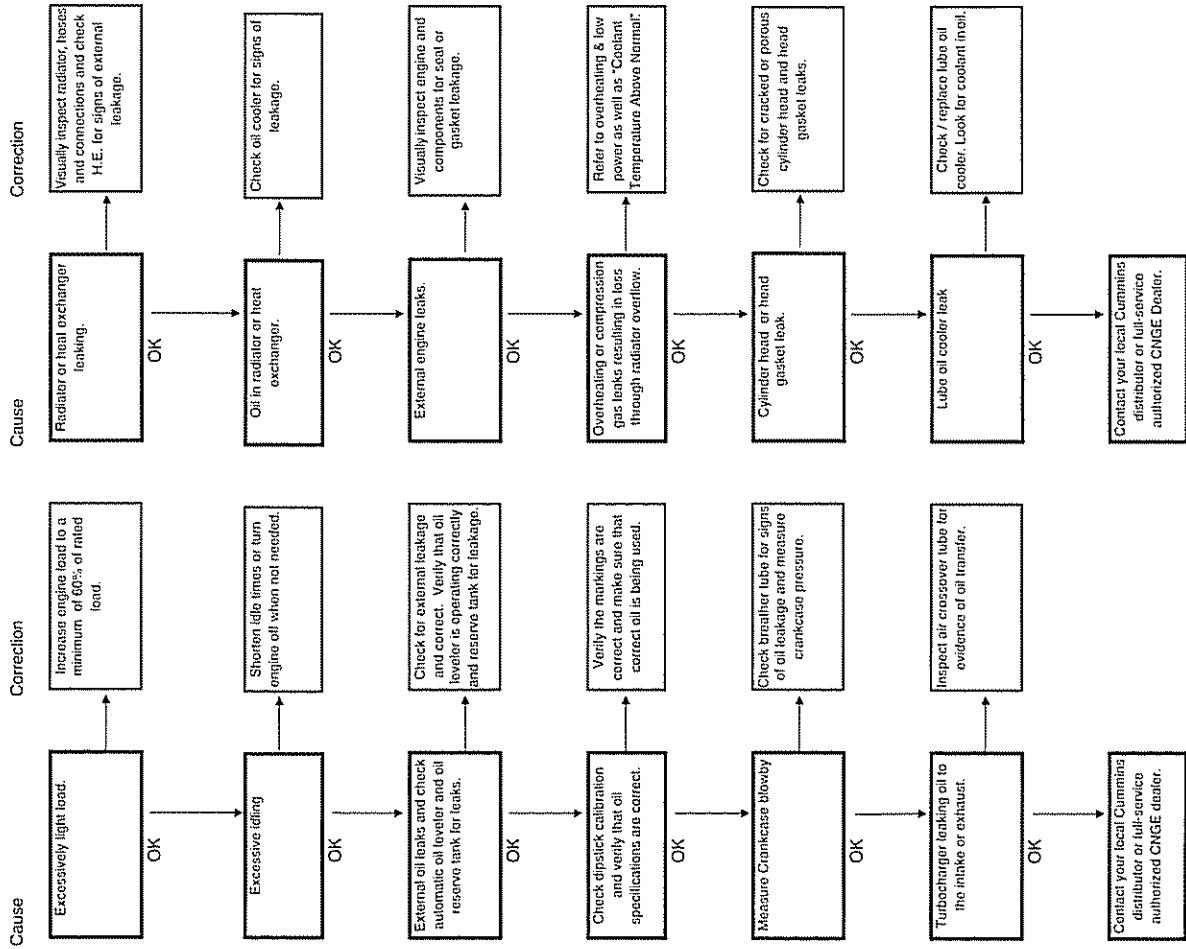 Cause
Correction
Excessively light load.
Increase engine load to a
minimum of 60% of rated
load.
OK
Excessive idling
Shorten idle times or turn
engine off when not needed.
OK
External oil leaks and check
automatic oil leveler and oil
reserve tank for leaks.
Check for external leakage
and correct. Verify that oil
leveler is operating correctly
and reserve tank for leakage.
OK
Check dipstick calibration
and verify that oil
specifications are correct.
Verify the markings are
correct and make sure that
correct oil is being used.
OK
Measure Crankcase blowby
Check breather tube for signs
of oil leakage and measure
crankcase pressure.
OK
Turbocharger leaking oil to
the intake or exhaust.
Inspect air crossover tube for
evidence of oil transfer.
OK
Contact your local Cummins
distributor or full-service
authorized CNGE dealer.
Cause
Correction
Radiator or heat exchanger
leaking.
Visually inspect radiator, hoses
and connections and check
H.E. for signs of external
leakage.
OK
Oil in radiator or heat
exchanger.
Check oil cooler for signs of
leakage.
OK
External engine leaks.
Visually inspect engine and
components for seal or
gasket leakage.
OK
Overheating or compression
gas leaks resulting in loss
through radiator overflow.
Refer to overheating & low
power as well as "Coolant
Temperature Above Normal".
OK
Cylinder head or head
gasket leak.
Check for cracked or porous
cylinder head and head
gasket leaks.
OK
Lube oil cooler leak
Check / replace lube oil
cooler. Look for coolant in oil.
OK
Contact your local Cummins
distributor or full-service
authorized CNGE Dealer.